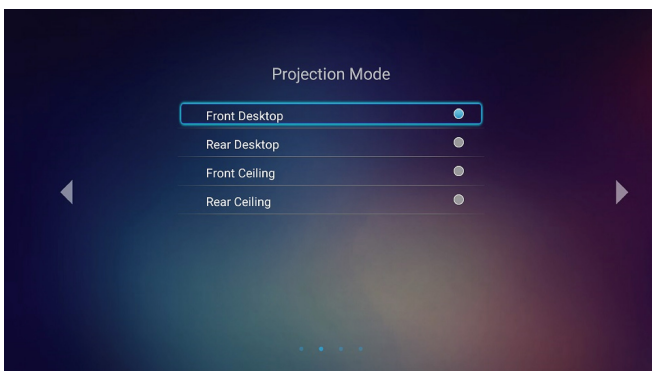 Projection Mode
Front Desktop
Rear Desktop
Front Ceiling
Rear Ceiling